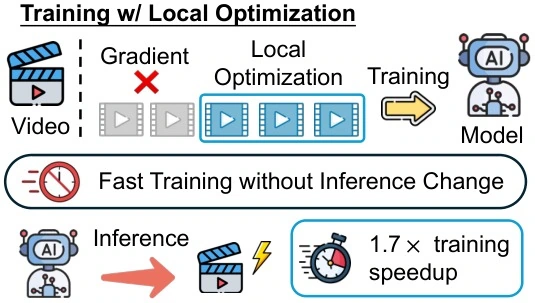 Training w/ Local Optimization
Gradient
Local
Optimization
Training
AI
Video
Model
Fast Training without Inference Change
AI
Inference
1.7× training
speedup